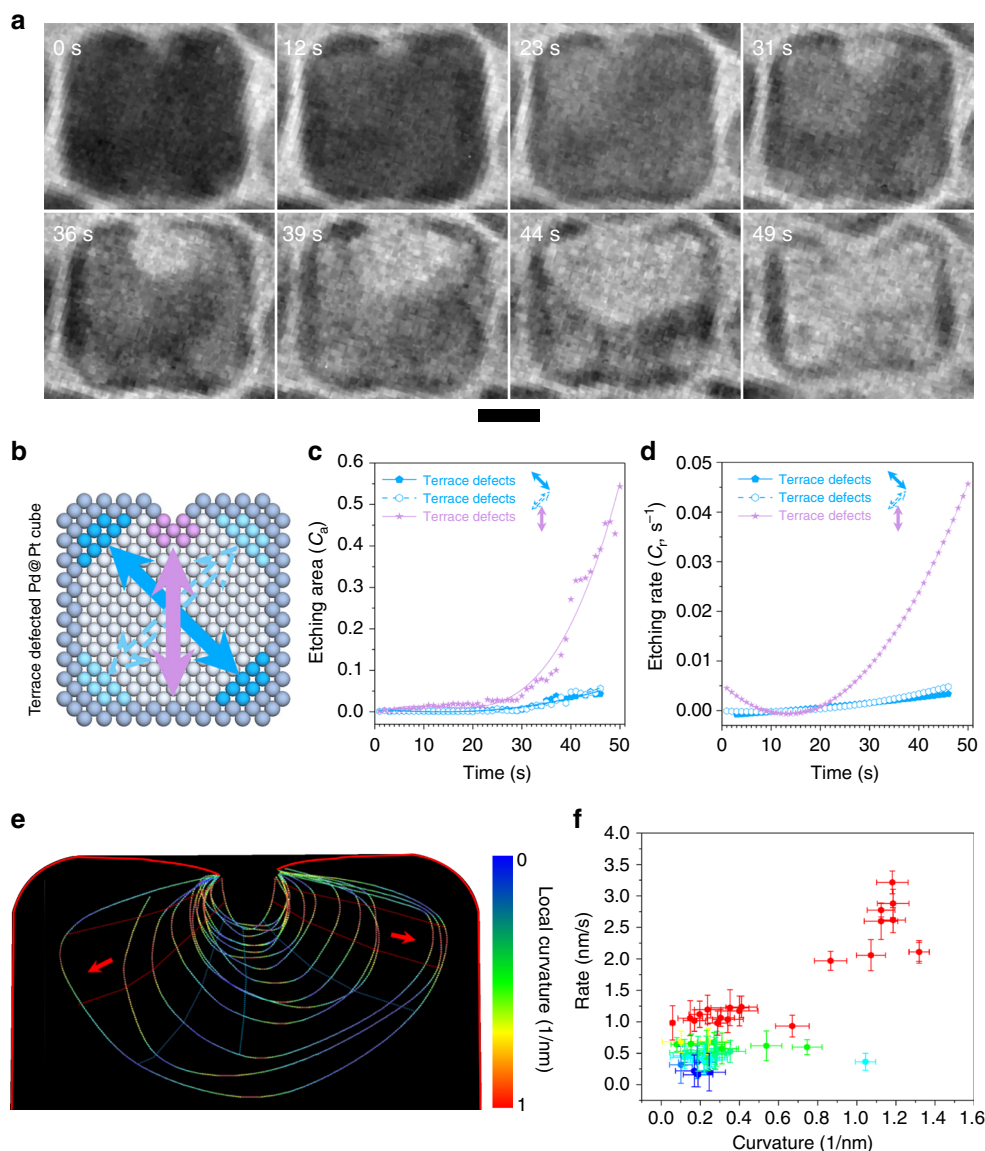 a
0 s
12 s
23 s
31 s
36 s
39 s
44 s
49 s
b
Terrace defected Pd@Pt cube
c
0.6
0.5
0.4
0.3
0.2
0.1
0.0
Etching area (Cₐ)
Terrace defects
Terrace defects
Terrace defects
0 10 20 30 40 50
Time (s)
d
0.05
0.04
0.03
0.02
0.01
0.00
Etching rate (Cᵣ, s⁻¹)
Terrace defects
Terrace defects
Terrace defects
0 10 20 30 40 50
Time (s)
e
0
Local curvature (1/nm)
1
f
4.0
3.5
3.0
2.5
2.0
1.5
1.0
0.5
0.0
Rate (nm/s)
0.0 0.2 0.4 0.6 0.8 1.0 1.2 1.4 1.6
Curvature (1/nm)